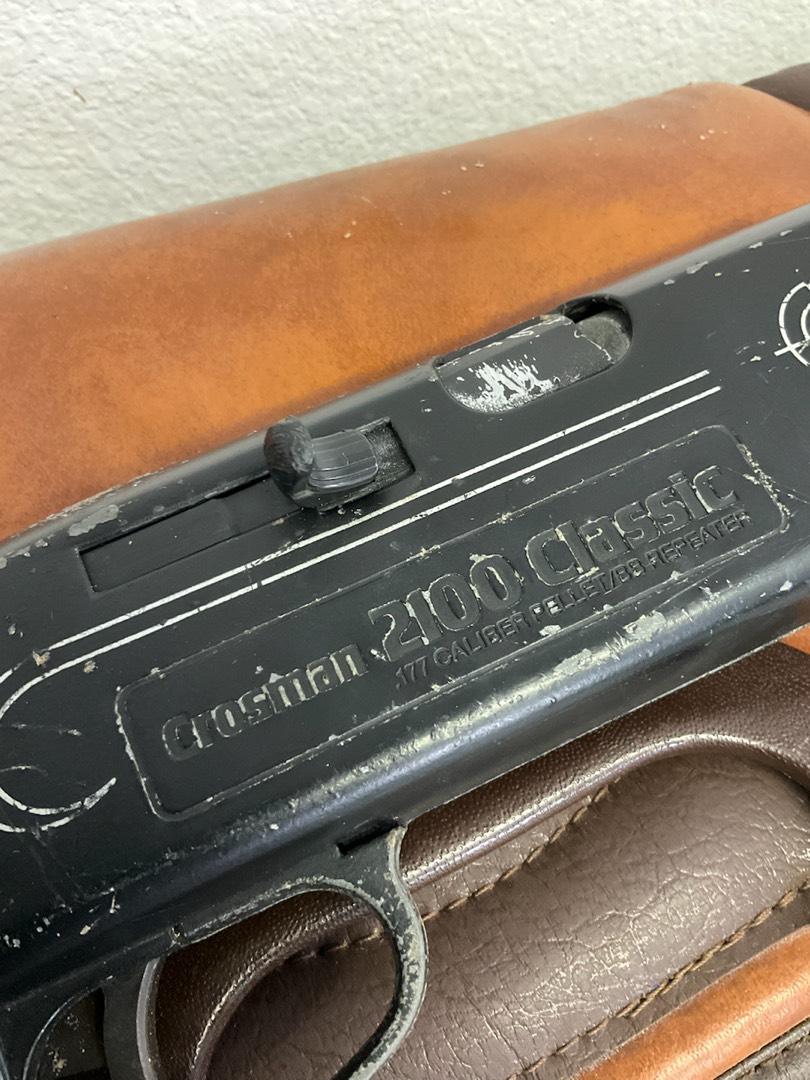 Crosman 2100 Classic
.177 CALIBER PELLET/BB REPEATER